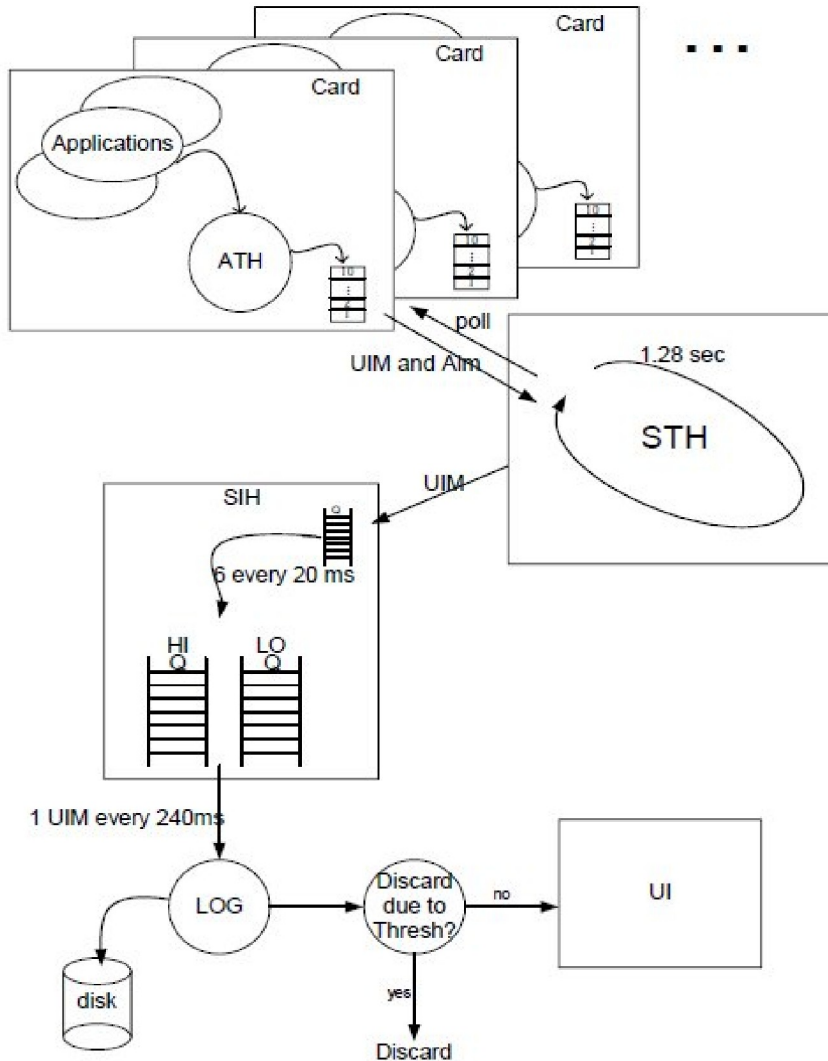 Card
Card
Card
Applications
ATH
10
2
1
10
2
1
10
2
1
poll
UIM and Alm
1.28 sec
STH
UIM
SIH
Q
6 every 20 ms
HI
Q
LO
Q
1 UIM every 240ms
LOG
Discard
due to
Thresh?
no
UI
disk
yes
Discard